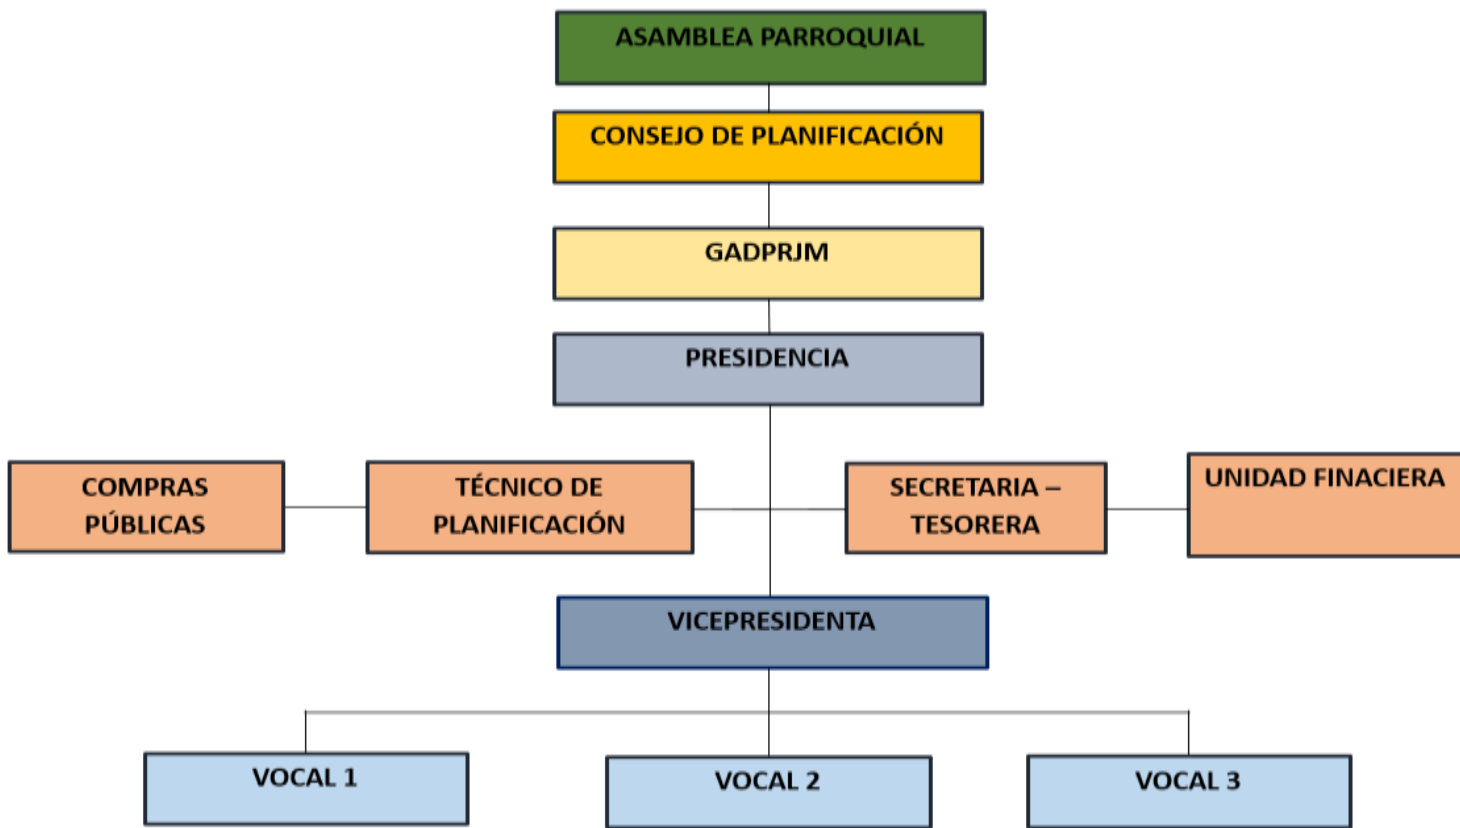 ASAMBLEA PARROQUIAL
CONSEJO DE PLANIFICACIÓN
GADPRJM
PRESIDENCIA
COMPRAS
PÚBLICAS
TÉCNICO DE
PLANIFICACIÓN
SECRETARIA –
TESORERA
UNIDAD FINACIERA
VICEPRESIDENTA
VOCAL 1
VOCAL 2
VOCAL 3